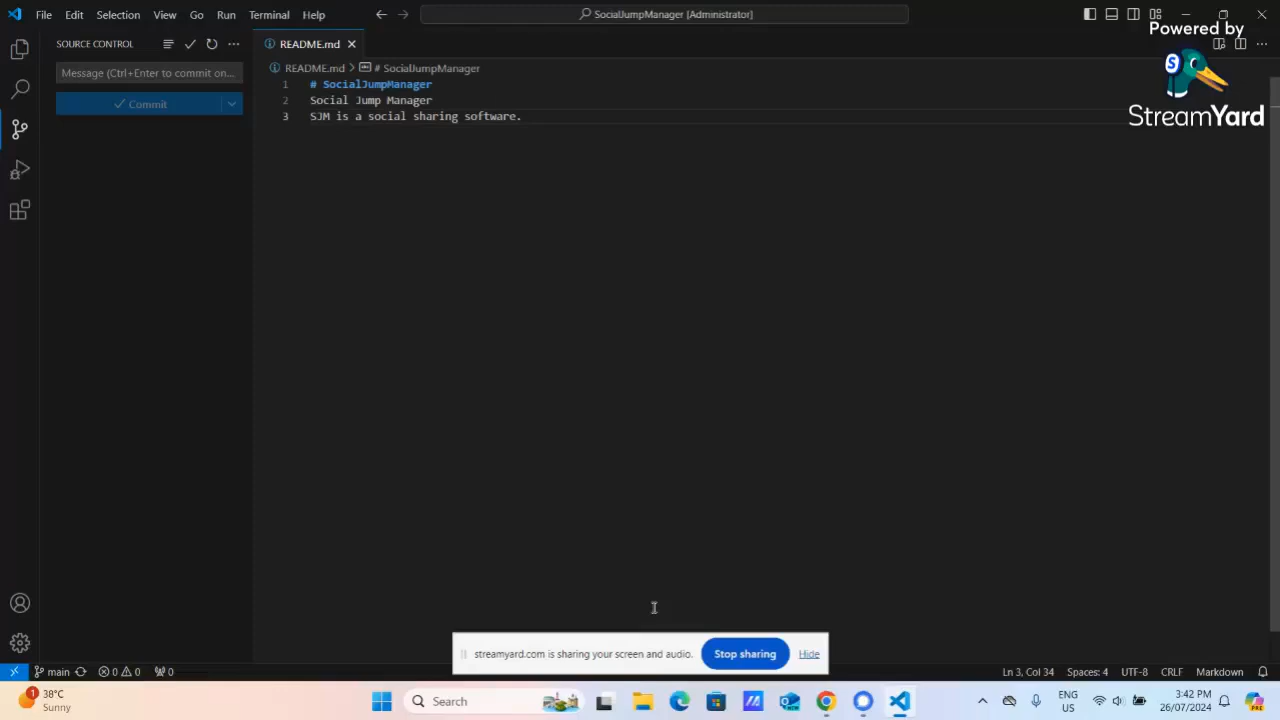 File Edit Selection View Go Run Terminal Help
SocialJumpManager [Administrator]
Powered by
StreamYard
SOURCE CONTROL
README.md
Message (Ctrl+Enter to commit on...
Commit
README.md > # SocialJumpManager
1 # SocialJumpManager
2 Social Jump Manager
3 SJM is a social sharing software.
streamyard.com is sharing your screen and audio. Stop sharing Hide
main 0 0 0 Ln 3, Col 34 Spaces: 4 UTF-8 CRLF Markdown
1 38°C
Sunny
Search
ENG
US
3:42 PM
26/07/2024